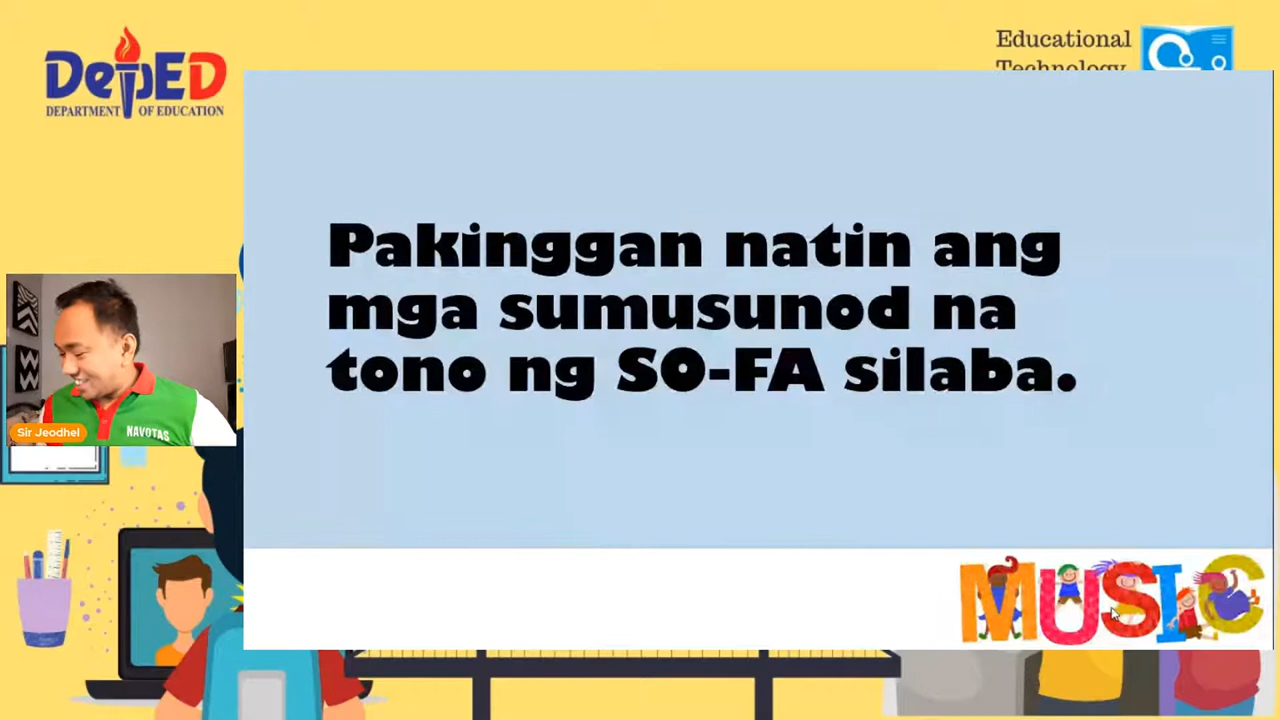 DepED
DEPARTMENT OF EDUCATION
Educational
Technology
Pakinggan natin ang
mga sumusunod na
tono ng SO-FA silaba.
Sir Jeodhel
NAVOTAS
MUSIC